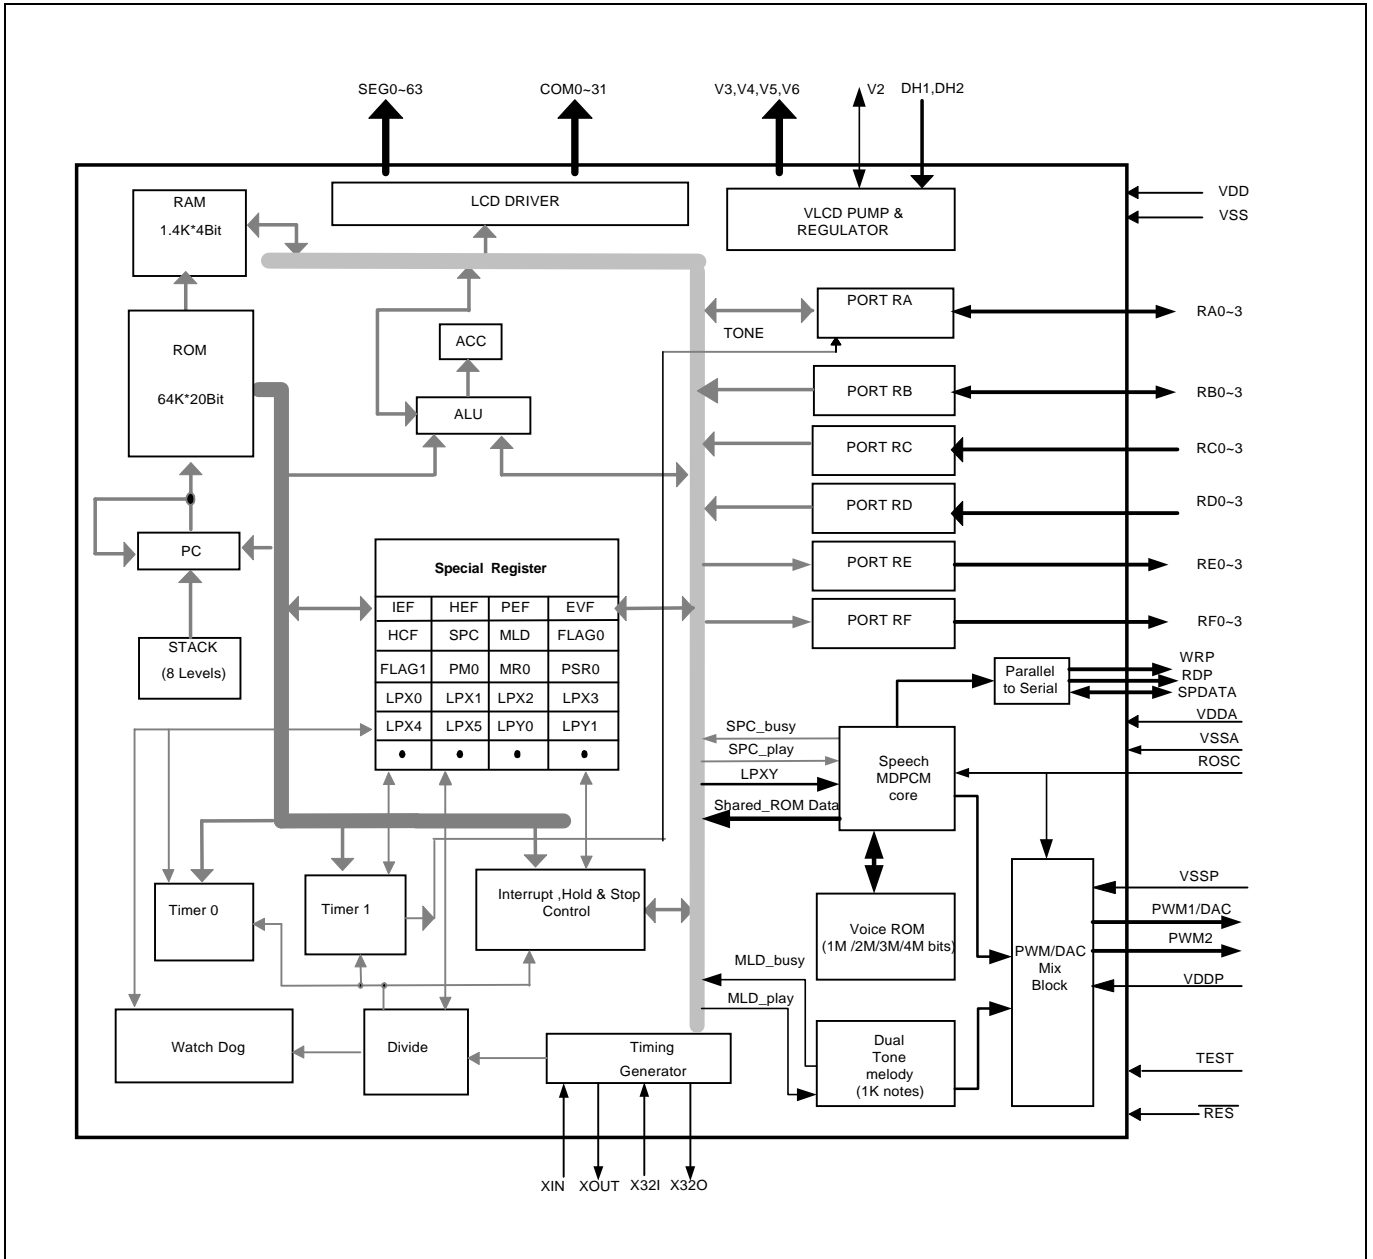 SEG0~63
COM0~31
V3,V4,V5,V6
V2
DH1,DH2
RAM
1.4K*4Bit
LCD DRIVER
VLCD PUMP &
REGULATOR
VDD
VSS
ROM
64K*20Bit
ACC
ALU
TONE
PORT RA
RA0~3
PORT RB
RB0~3
PORT RC
RC0~3
PORT RD
RD0~3
PORT RE
RE0~3
PORT RF
RF0~3
PC
STACK
(8 Levels)
Special Register
IEF HEF PEF EVF
HCF SPC MLD FLAG0
FLAG1 PM0 MR0 PSR0
LPX0 LPX1 LPX2 LPX3
LPX4 LPX5 LPY0 LPY1
Parallel
to Serial
WRP
RDP
SPDATA
VDDA
VSSA
ROSC
SPC_busy
SPC_play
LPXY
Shared_ROM Data
Speech
MDPCM
core
Timer 0
Timer 1
Interrupt ,Hold & Stop
Control
Voice ROM
(1M /2M/3M/4M bits)
PWM/DAC
Mix
Block
VSSP
PWM1/DAC
PWM2
VDDP
MLD_busy
MLD_play
Watch Dog
Divide
Timing
Generator
Dual
Tone
melody
(1K notes)
TEST
RES
XIN
XOUT
X32I
X32O